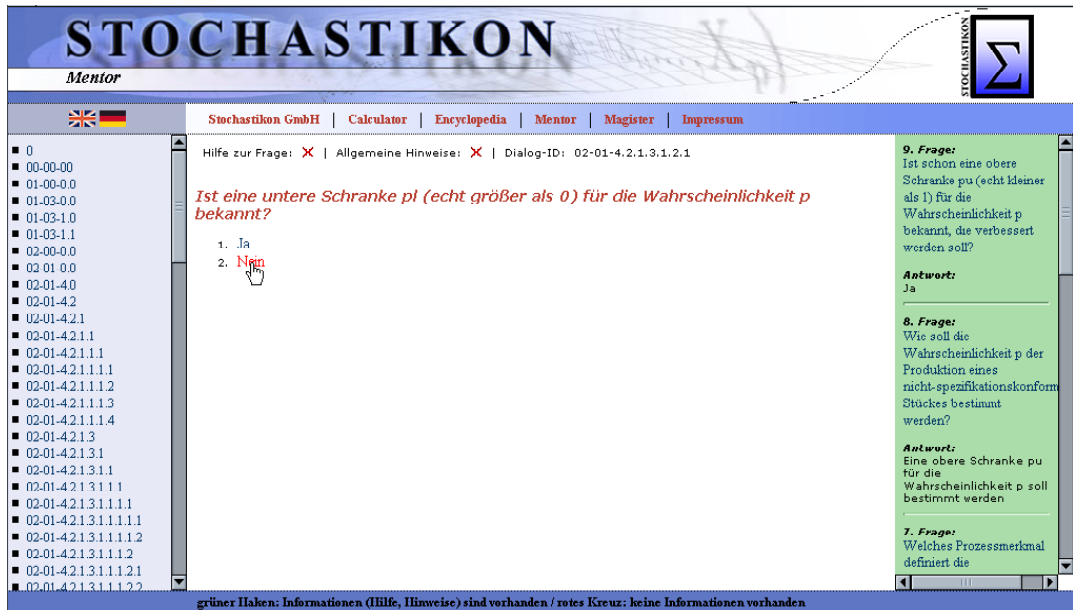 STOCHASTIKON
Mentor
STOCHASTIKON
Σ
Stochastikon GmbH | Calculator | Encyclopedia | Mentor | Magister | Impressum
0
00-00-00
01-00-0.0
01-03-0.0
01-03-1.0
01-03-1.1
02-00-0.0
02-01-0.0
02-01-4.0
02-01-4.2
02-01-4.2.1
02-01-4.2.1.1
02-01-4.2.1.1.1
02-01-4.2.1.1.1.1
02-01-4.2.1.1.1.2
02-01-4.2.1.1.1.3
02-01-4.2.1.1.1.4
02-01-4.2.1.3
02-01-4.2.1.3.1
02-01-4.2.1.3.1.1
02-01-4.2.1.3.1.1.1
02-01-4.2.1.3.1.1.1.1
02-01-4.2.1.3.1.1.1.1.1
02-01-4.2.1.3.1.1.1.1.2
02-01-4.2.1.3.1.1.1.2
02-01-4.2.1.3.1.1.1.2.1
02-01-4.2.1.3.1.1.1.2.2
Hilfe zur Frage: X | Allgemeine Hinweise: X | Dialog-ID: 02-01-4.2.1.3.1.2.1
Ist eine untere Schranke pl (echt größer als 0) für die Wahrscheinlichkeit p
bekannt?
1. Ja
2. Nein
9. Frage:
Ist schon eine obere
Schranke pu (echt kleiner
als 1) für die
Wahrscheinlichkeit p
bekannt, die verbessert
werden soll?
Antwort:
Ja
8. Frage:
Wie soll die
Wahrscheinlichkeit p der
Produktion eines
nicht-spezifikationskonform
Stückes bestimmt
werden?
Antwort:
Eine obere Schranke pu
für die
Wahrscheinlichkeit p soll
bestimmt werden
7. Frage:
Welches Prozessmerkmal
definiert die
grüner Haken: Informationen (Hilfe, Hinweise) sind vorhanden / rotes Kreuz: keine Informationen vorhanden